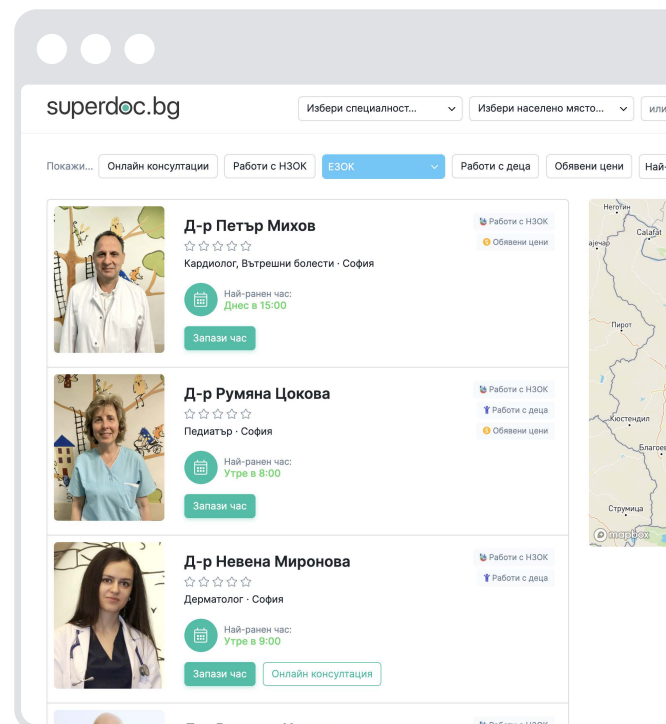 superdoc.bg
Избери специалност...
Избери населено място...
или
Покажи...
Онлайн консултации
Работи с НЗОК
ЕЗОК
Работи с деца
Обявени цени
Най-
Д-р Петър Михов
Работи с НЗОК
Обявени цени
Кардиолог, Вътрешни болести · София
Най-ранен час:
Днес в 15:00
Запази час
Д-р Румяна Цокова
Работи с НЗОК
Работи с деца
Обявени цени
Педиатър · София
Най-ранен час:
Утре в 8:00
Запази час
Д-р Невена Миронова
Работи с НЗОК
Работи с деца
Дерматолог · София
Най-ранен час:
Утре в 9:00
Запази час
Онлайн консултация
Неготин
Calafat
ајечар
Пирот
Кюстендил
Благоев
Струмица
mapbox